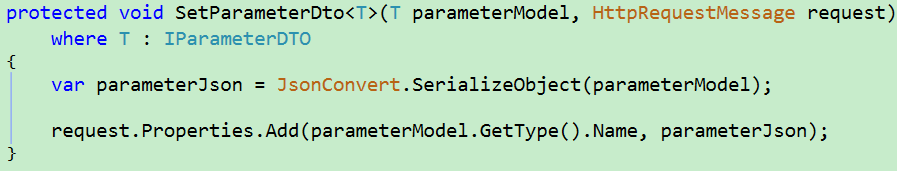 protected void SetParameterDto<T>(T parameterModel, HttpRequestMessage request)
    where T : IParameterDTO
{
    var parameterJson = JsonConvert.SerializeObject(parameterModel);
    request.Properties.Add(parameterModel.GetType().Name, parameterJson);
}